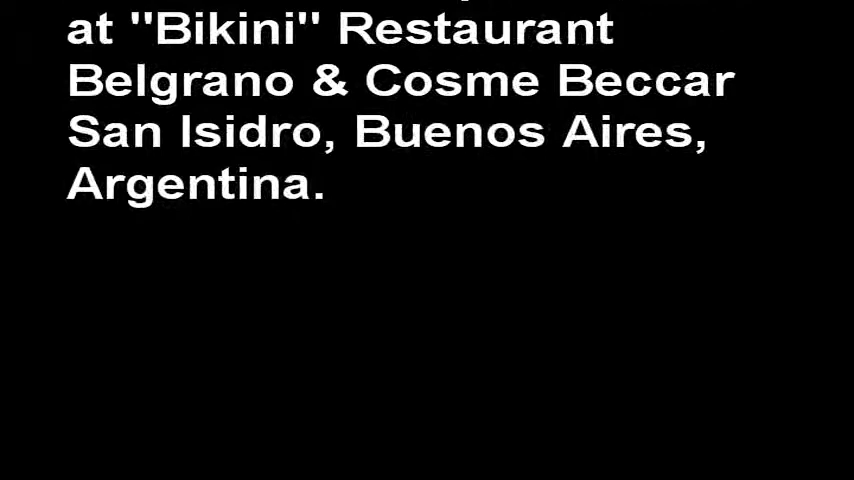 at "Bikini" Restaurant
Belgrano & Cosme Beccar
San Isidro, Buenos Aires,
Argentina.